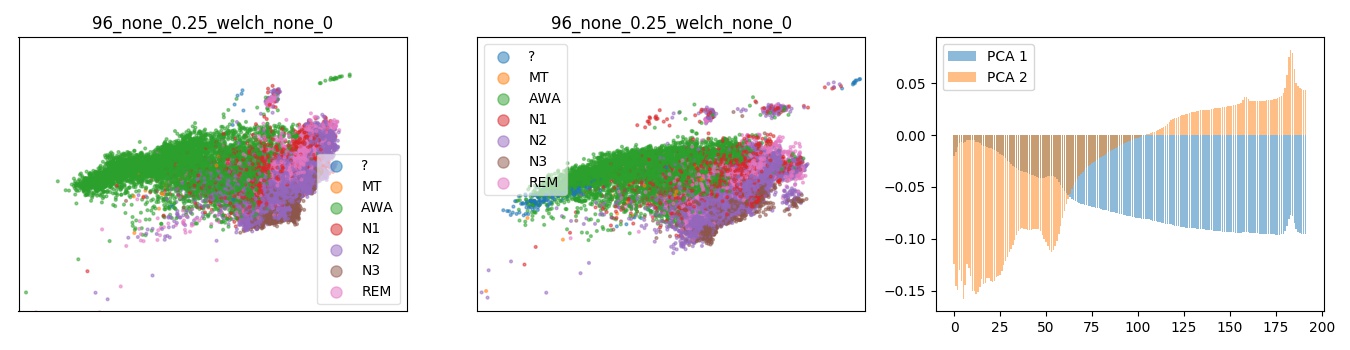 96_none_0.25_welch_none_0
?
MT
AWA
N1
N2
N3
REM
96_none_0.25_welch_none_0
?
MT
AWA
N1
N2
N3
REM
PCA 1
PCA 2
0.05
0.00
−0.05
−0.10
−0.15
0 25 50 75 100 125 150 175 200